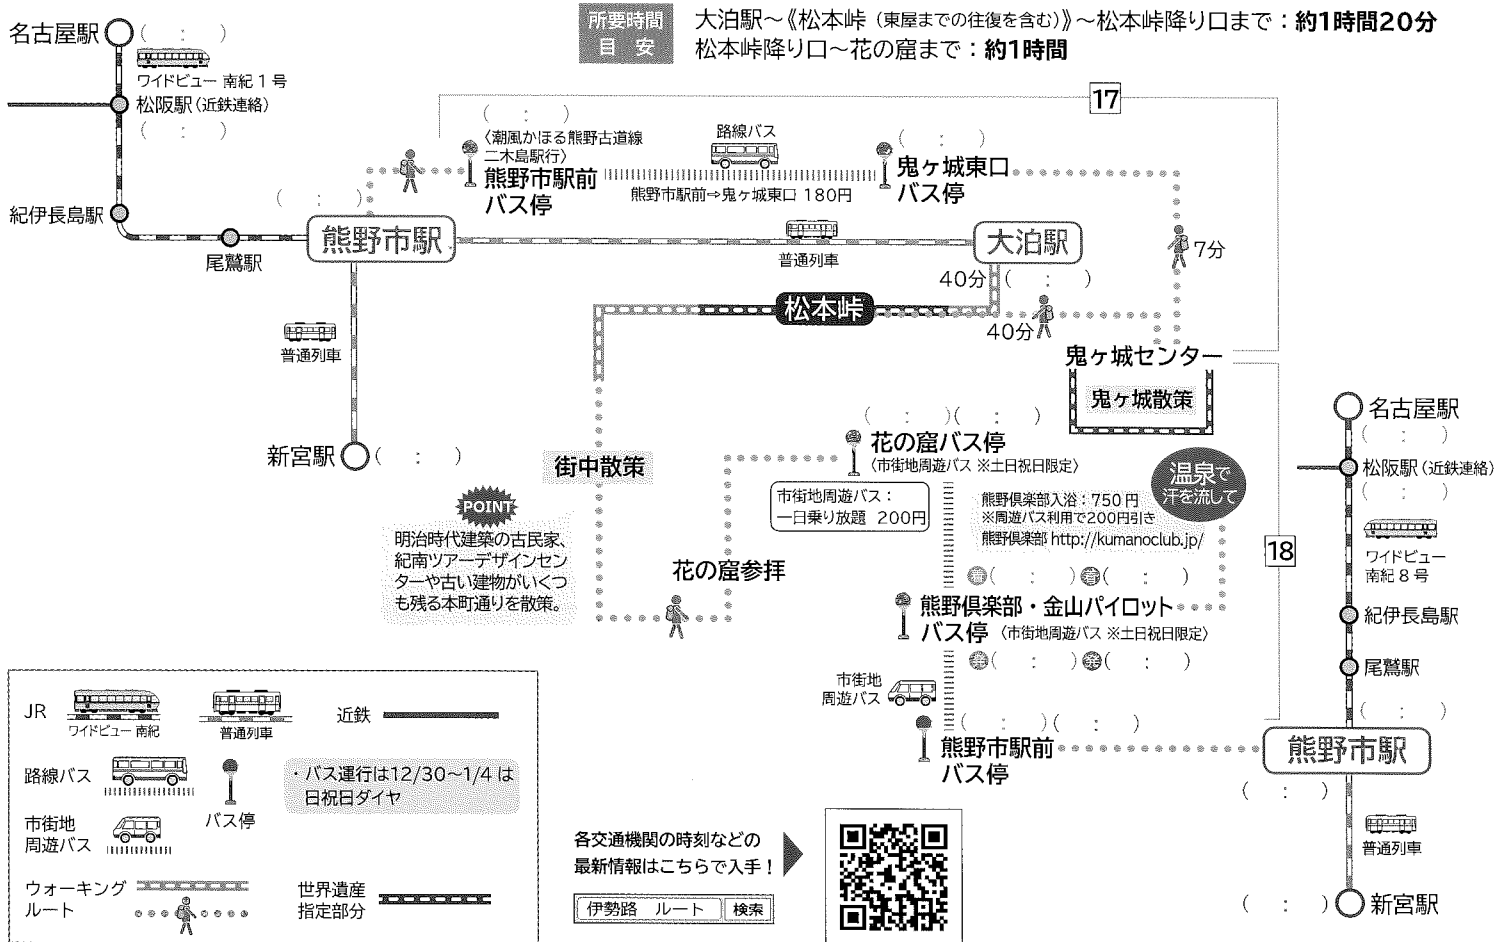 所要時間
目　安
大泊駅～《松本峠（東屋までの往復を含む）》～松本峠降り口まで：約1時間20分
松本峠降り口～花の窟まで：約1時間
名古屋駅
（　：　）
ワイドビュー 南紀 1 号
松阪駅（近鉄連絡）
（　：　）
紀伊長島駅
尾鷲駅
（　：　）
熊野市駅
普通列車
新宮駅
（　：　）
（　：　）
〈潮風かほる熊野古道線
二木島駅行〉
熊野市駅前
バス停
路線バス
熊野市駅前⇨鬼ヶ城東口 180円
17
（　：　）
鬼ヶ城東口
バス停
7分
普通列車
大泊駅
40分
（　：　）
松本峠
40分
鬼ヶ城センター
鬼ヶ城散策
街中散策
POINT
明治時代建築の古民家、
紀南ツアーデザインセン
ターや古い建物がいくつ
も残る本町通りを散策。
花の窟参拝
（　：　）（　：　）
花の窟バス停
〈市街地周遊バス ※土日祝日限定〉
市街地周遊バス：
一日乗り放題 200円
温泉で
汗を流して
熊野倶楽部入浴：750 円
※周遊バス利用で200円引き
熊野倶楽部 http://kumanoclub.jp/
18
着（　：　）着（　：　）
熊野倶楽部・金山パイロット
バス停 〈市街地周遊バス ※土日祝日限定〉
（　：　）発（　：　）
市街地
周遊バス
（　：　）（　：　）
熊野市駅前
バス停
名古屋駅
（　：　）
松阪駅（近鉄連絡）
（　：　）
ワイドビュー
南紀 8 号
紀伊長島駅
尾鷲駅
（　：　）
熊野市駅
（　：　）
普通列車
（　：　）
新宮駅
JR
ワイドビュー 南紀
普通列車
近鉄
路線バス
バス停
・バス運行は12/30～1/4 は
日祝日ダイヤ
市街地
周遊バス
ウォーキング
ルート
世界遺産
指定部分
各交通機関の時刻などの
最新情報はこちらで入手！
伊勢路　ルート
検索